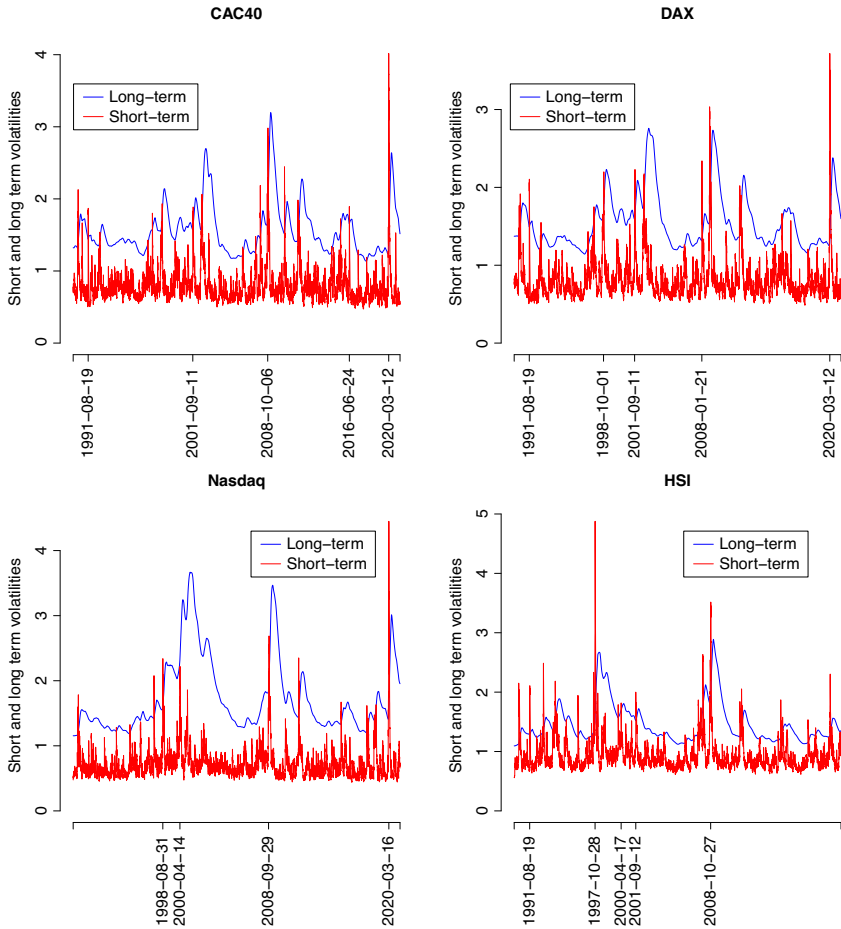 CAC40
Short and long term volatilities
0
1
2
3
4
Long−term
Short−term
1991−08−19
2001−09−11
2008−10−06
2016−06−24
2020−03−12
DAX
Short and long term volatilities
0
1
2
3
Long−term
Short−term
1991−08−19
1998−10−01
2001−09−11
2008−01−21
2020−03−12
Nasdaq
Short and long term volatilities
0
1
2
3
4
Long−term
Short−term
1998−08−31
2000−04−14
2008−09−29
2020−03−16
HSI
Short and long term volatilities
0
1
2
3
4
5
Long−term
Short−term
1991−08−19
1997−10−28
2000−04−17
2001−09−12
2008−10−27